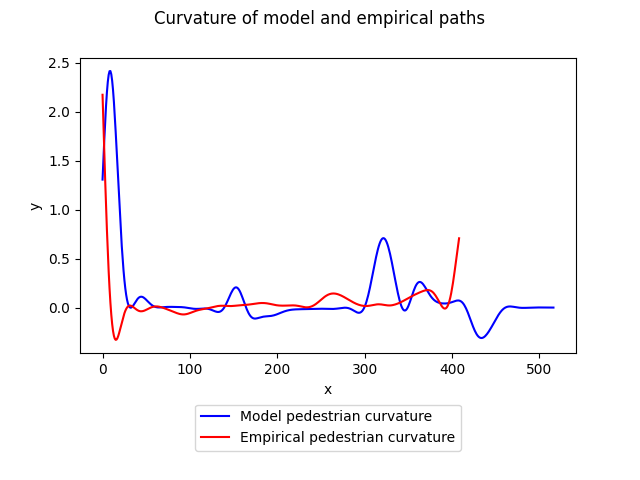 Curvature of model and empirical paths
2.5
2.0
1.5
1.0
0.5
0.0
y
0 100 200 300 400 500
x
Model pedestrian curvature
Empirical pedestrian curvature